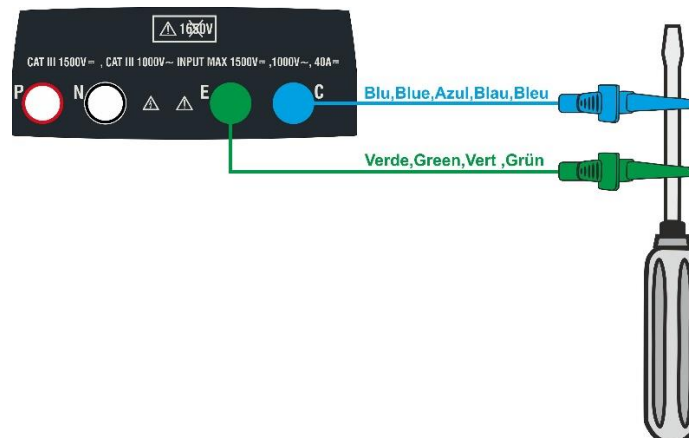 CAT III 1500V⎓ , CAT III 1000V~ INPUT MAX 1500V⎓ ,1000V~, 40A⎓
P N E C
Blu,Blue,Azul,Blau,Bleu
Verde,Green,Vert ,Grün